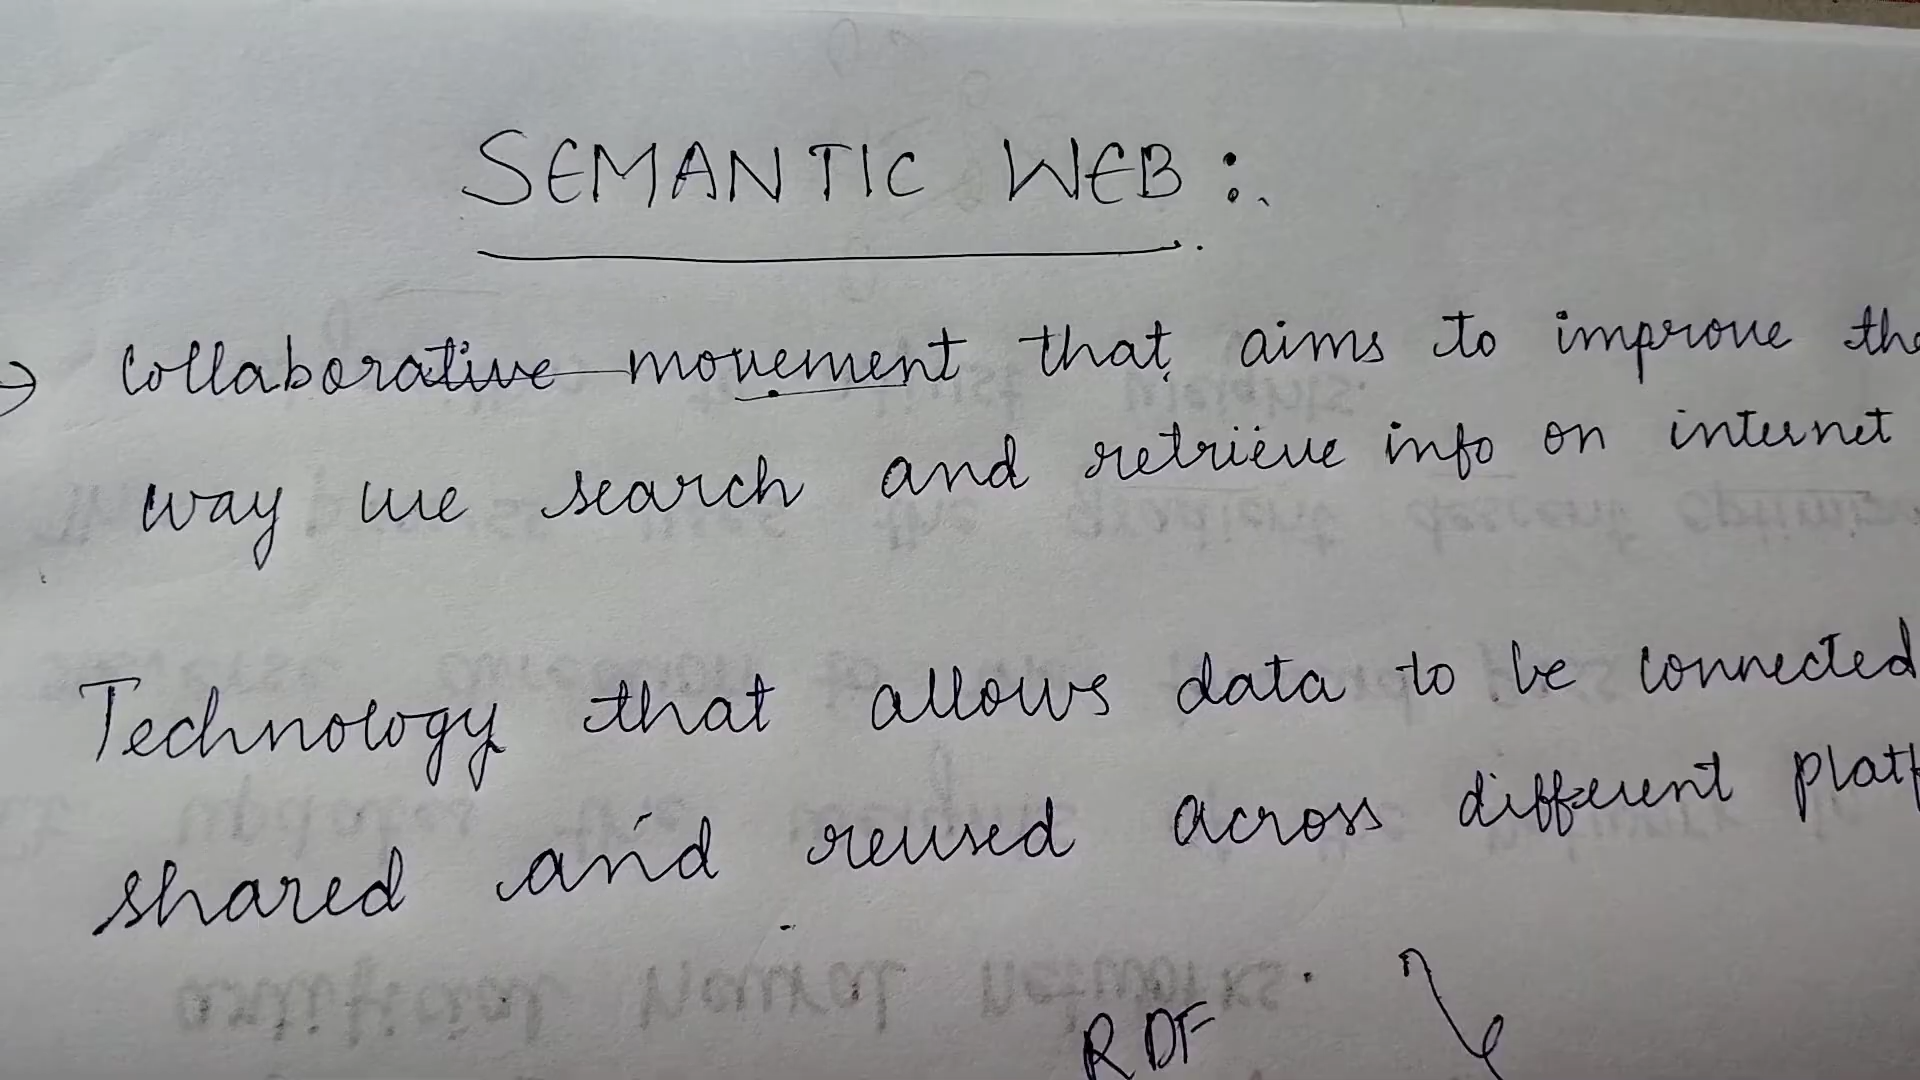 SEMANTIC WEB :
→ Collaborative movement that aims to improve the
way we search and retrieve info on internet
Technology that allows data to be connected
shared and reused across different platf
RDF